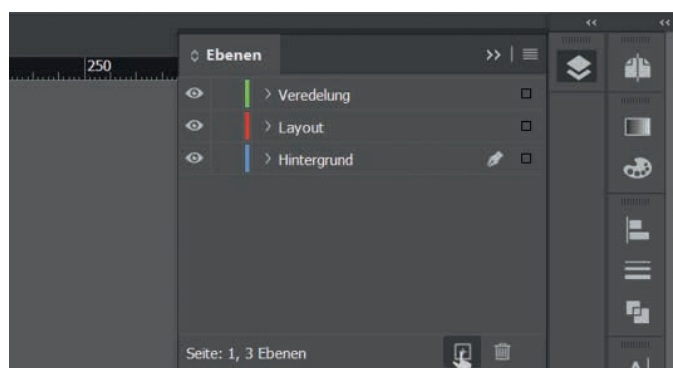 250
Ebenen
Veredelung
Layout
Hintergrund
Seite: 1, 3 Ebenen